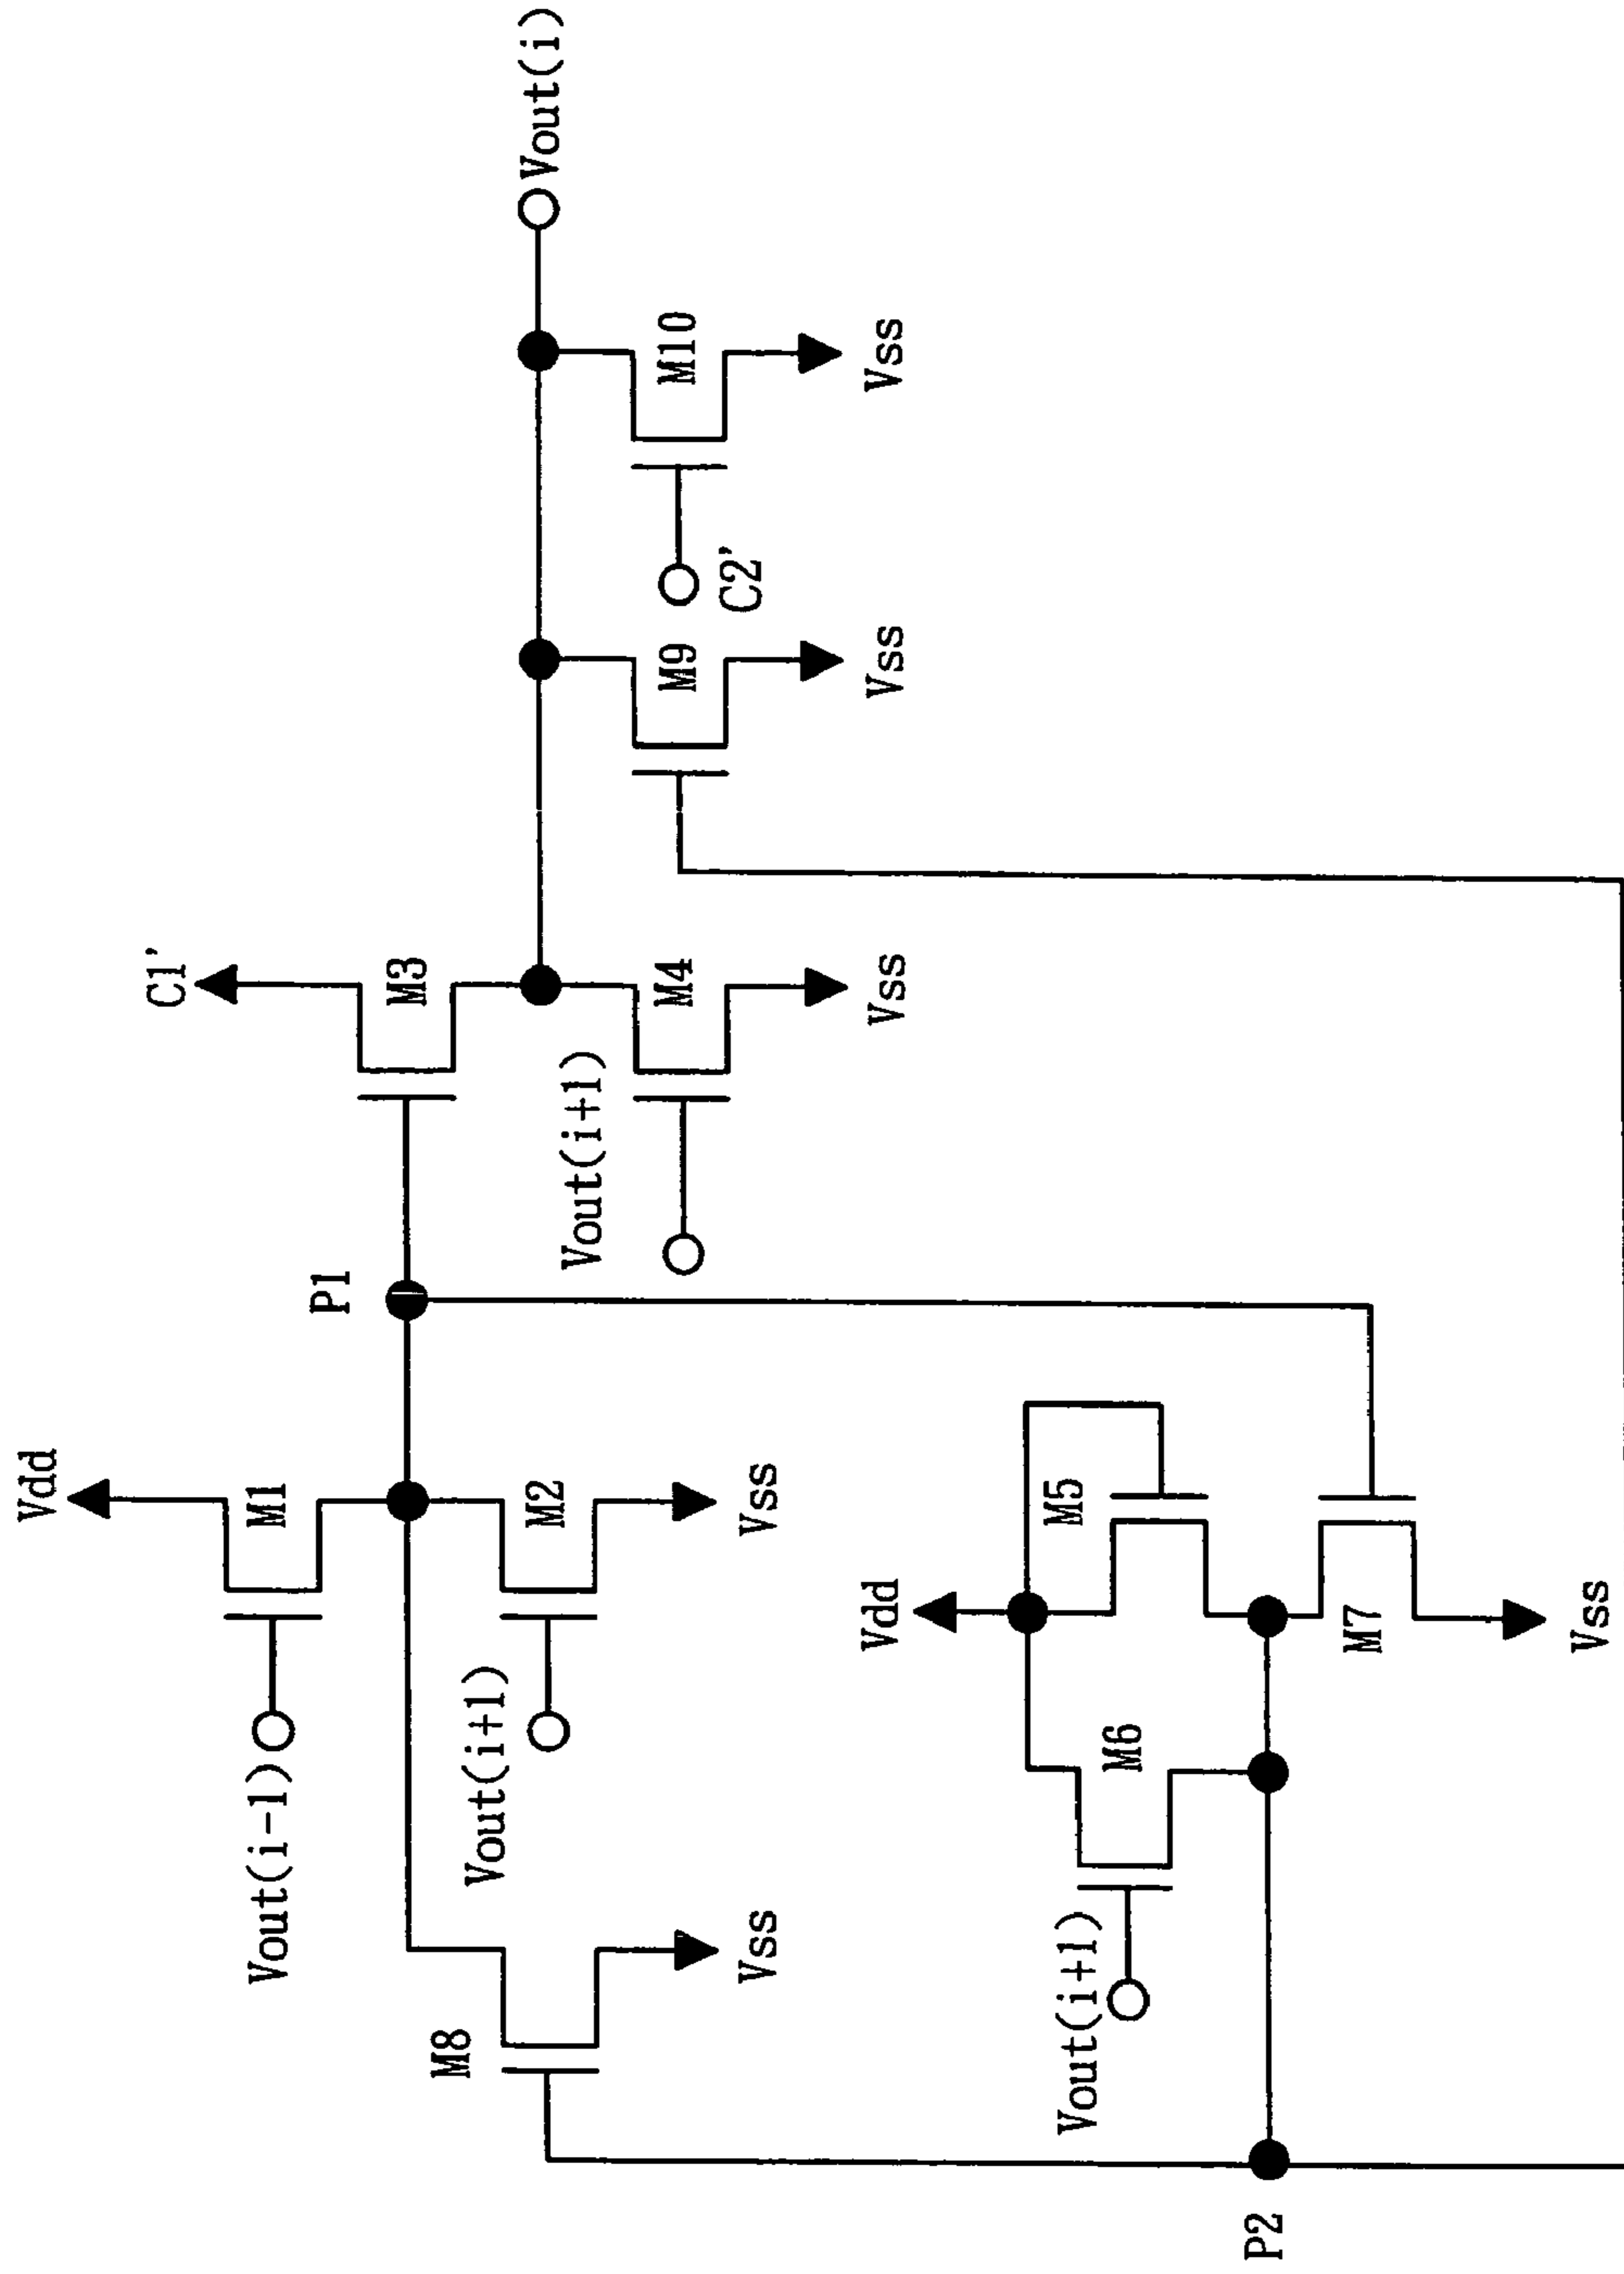 Vdd
Vout(i-1)
M1
P1
C1'
M3
Vout(i)
M8
Vss
Vout(i+1)
M2
Vss
Vout(i+1)
M4
Vss
M9
Vss
C2'
M10
Vss
Vdd
M5
Vout(i+1)
M6
P2
M7
Vss